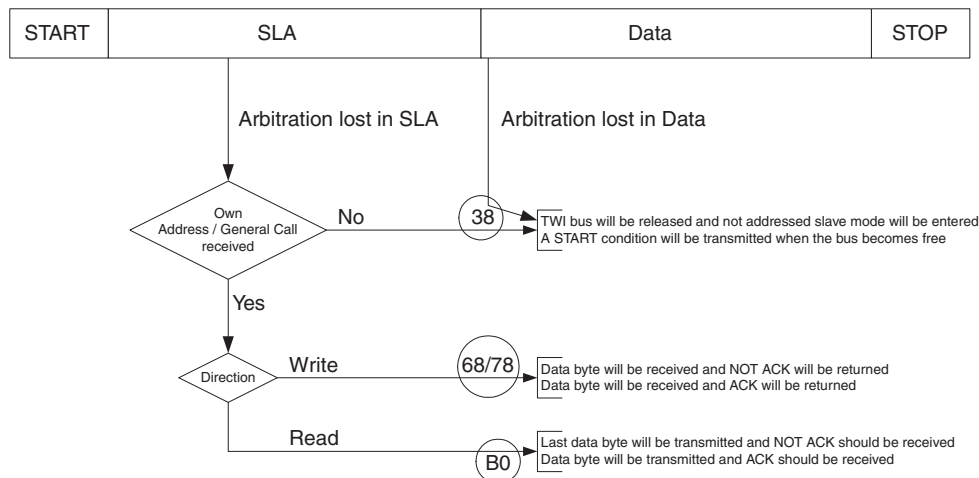 START SLA Data STOP
Arbitration lost in SLA Arbitration lost in Data
Own
Address / General Call
received
No
38
TWI bus will be released and not addressed slave mode will be entered
A START condition will be transmitted when the bus becomes free
Yes
Direction
Write
68/78
Data byte will be received and NOT ACK will be returned
Data byte will be received and ACK will be returned
Read
B0
Last data byte will be transmitted and NOT ACK should be received
Data byte will be transmitted and ACK should be received